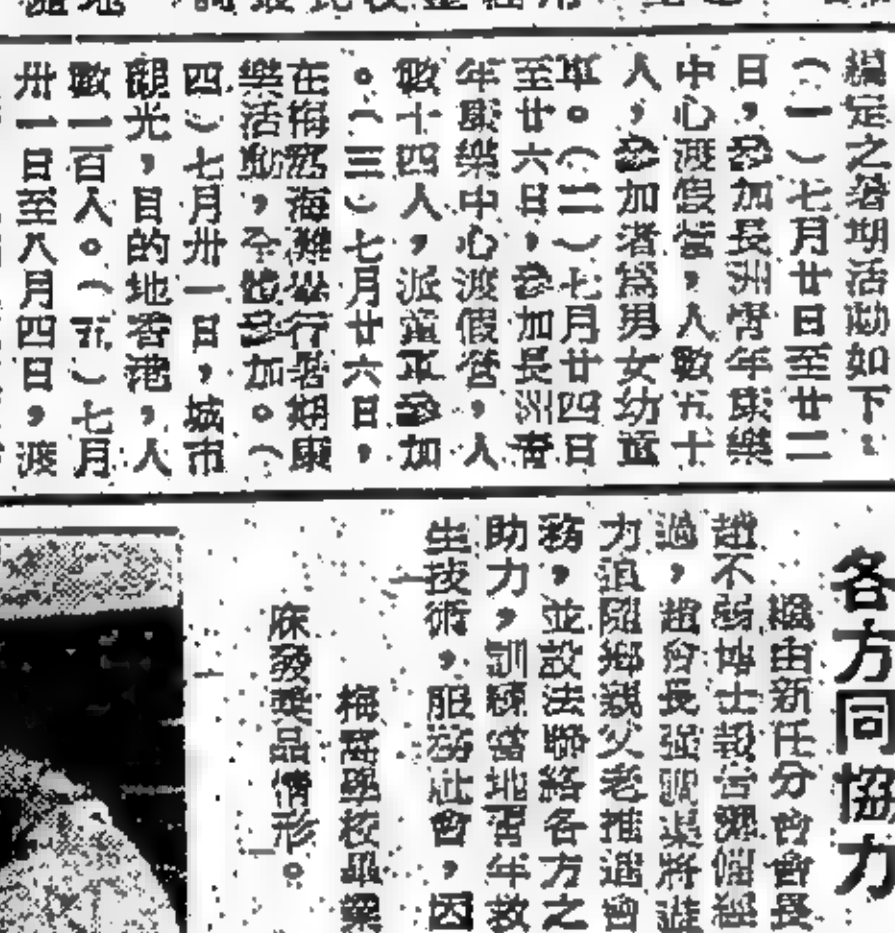 編定之暑期活動如下：
（一）七月廿日至廿二
日，參加長洲靑年康樂
中心渡假營，人數五十
人，參加者為男女幼童
軍。（二）七月廿四日
至廿六日，參加長洲靑
年康樂中心渡假營，人
數十四人，派童軍參加
。（三）七月廿六日，
在梅窩海灘舉行暑期康
樂活動，全體參加。（
四）七月卅一日，城市
觀光，目的地香港，人
數一百人。（五）七月
卅一日至八月四日，渡
各方同協力
繼由新任分會會長
趙不弱博士報告履任經
過，趙會長强調渠將進
力追隨鄉親父老推進會
務，並設法聯絡各方之
助力，訓練當地靑年救
生技術，服務社會，因
梅窩學校畢
床發獎品情形。